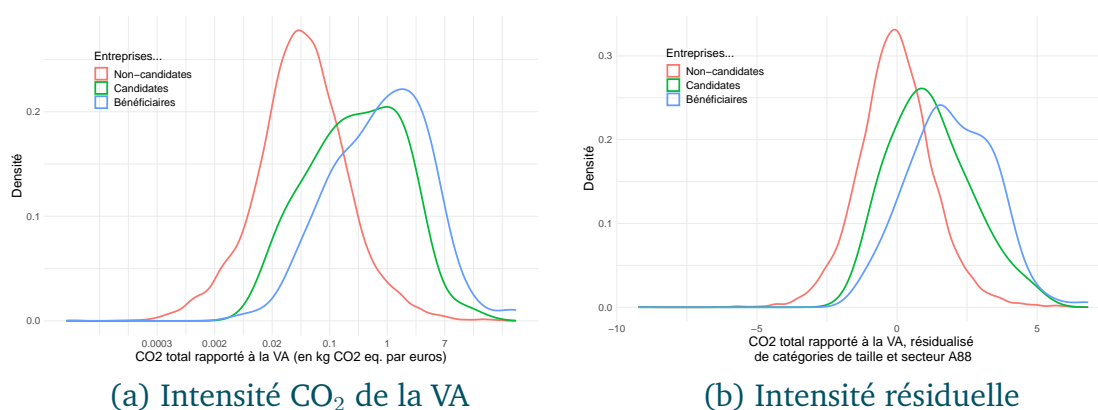 Entreprises...
Non−candidates
Candidates
Bénéficiaires
Densité
0.2
0.1
0.0
0.0003 0.002 0.02 0.1 1 7
CO2 total rapporté à la VA (en kg CO2 eq. par euros)
(a) Intensité CO₂ de la VA
Entreprises...
Non−candidates
Candidates
Bénéficiaires
Densité
0.3
0.2
0.1
0.0
−10 −5 0 5
CO2 total rapporté à la VA, résidualisé
de catégories de taille et secteur A88
(b) Intensité résiduelle